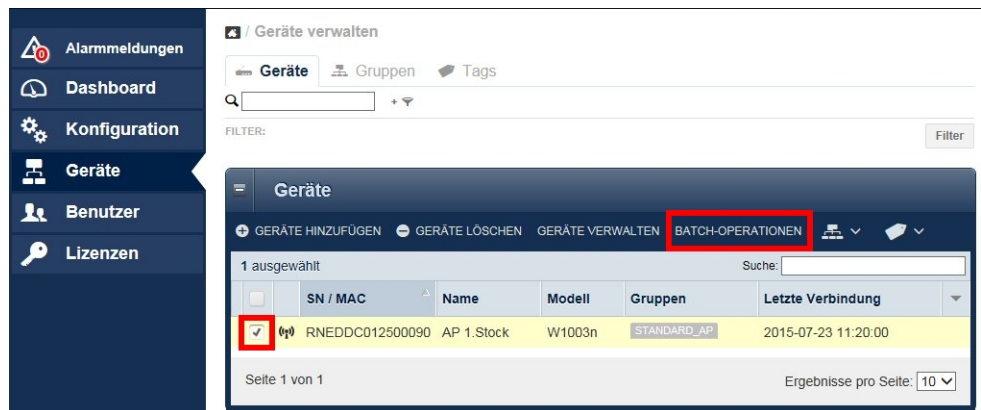 Alarmmeldungen
0
Dashboard
Konfiguration
Geräte
Benutzer
Lizenzen
/ Geräte verwalten
Geräte Gruppen Tags
+
FILTER:
Filter
Geräte
GERÄTE HINZUFÜGEN GERÄTE LÖSCHEN GERÄTE VERWALTEN BATCH-OPERATIONEN
1 ausgewählt Suche:
SN / MAC Name Modell Gruppen Letzte Verbindung
RNEDDC012500090 AP 1.Stock W1003n STANDARD_AP 2015-07-23 11:20:00
Seite 1 von 1 Ergebnisse pro Seite: 10